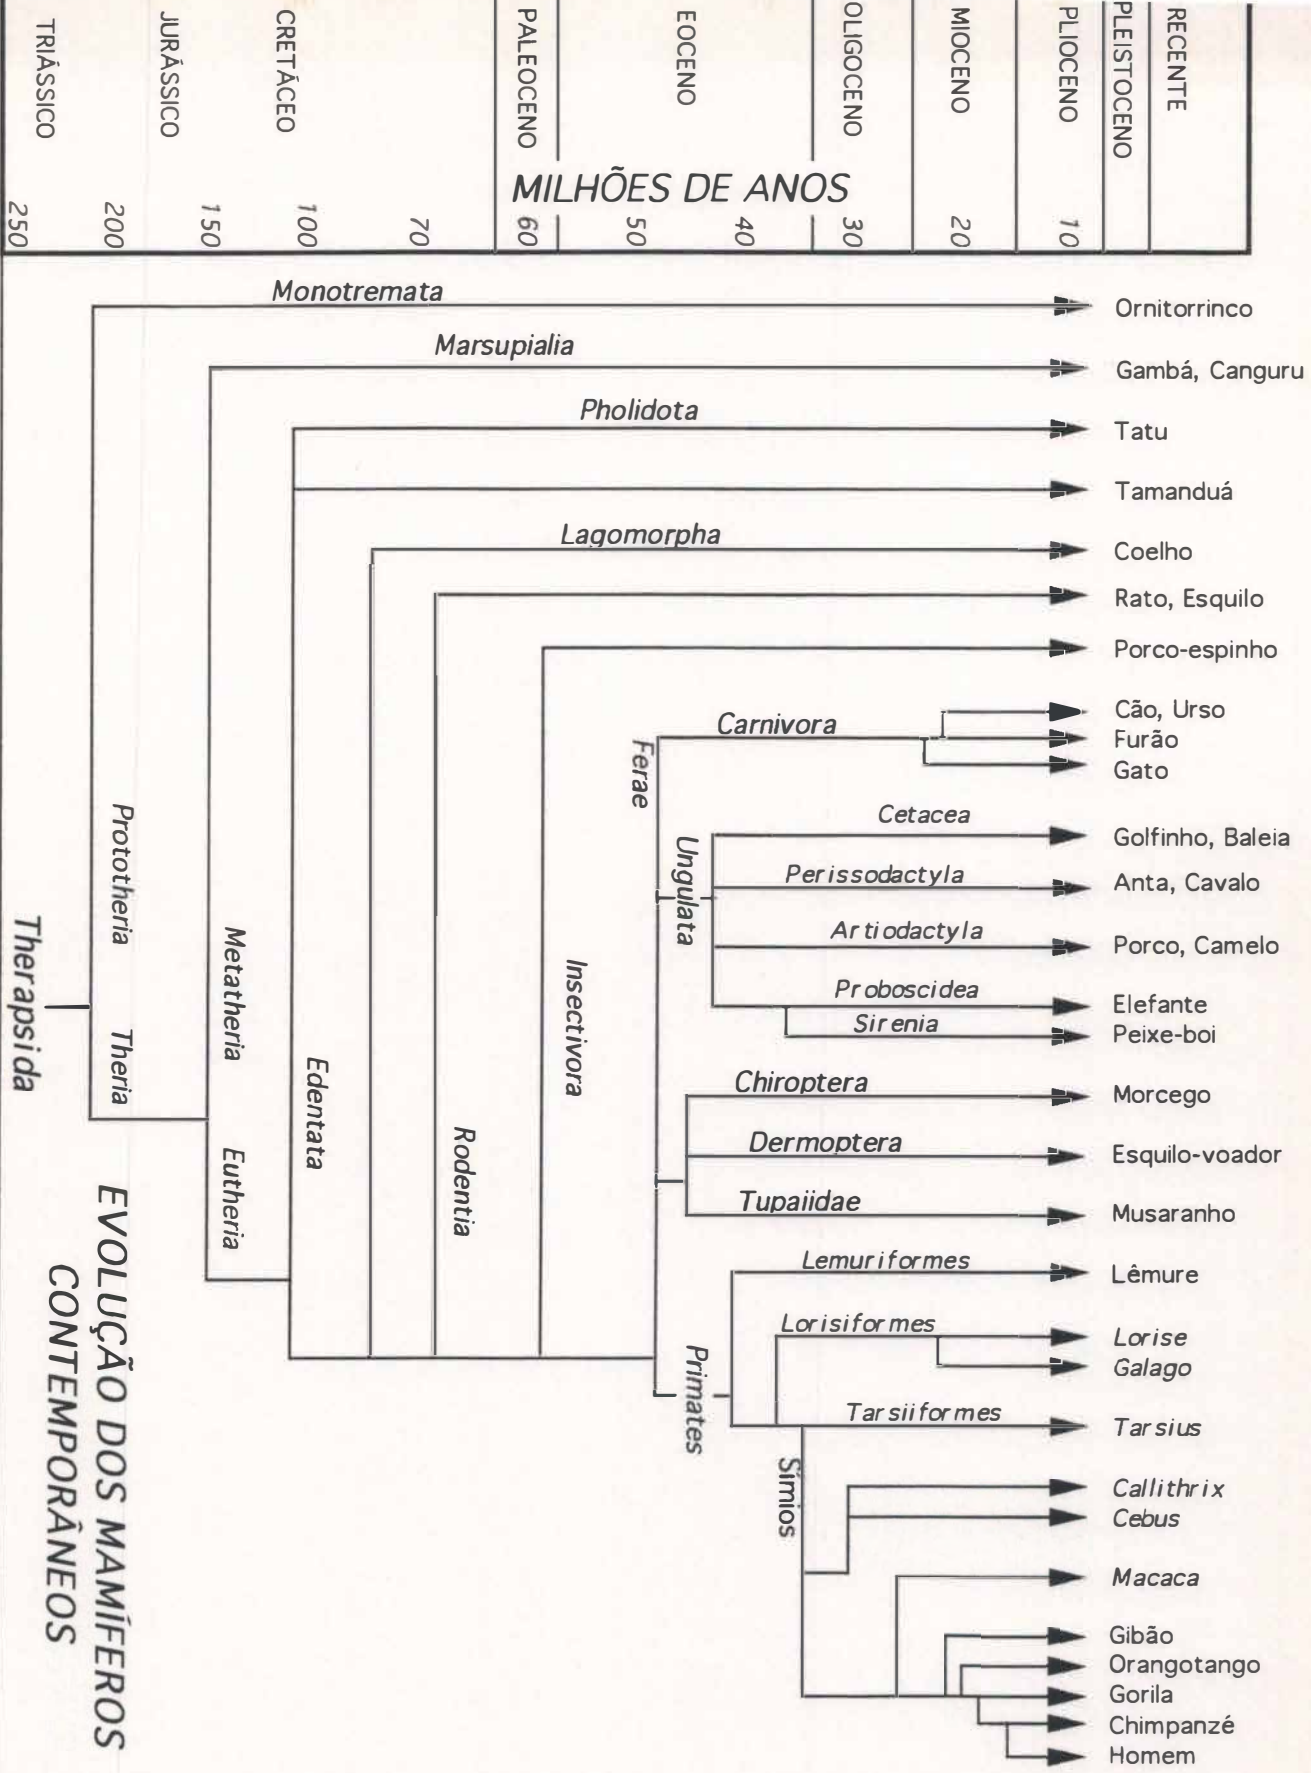 RECENTE
PLEISTOCENO
PLIOCENO
MIOCENO
OLIGOCENO
EOCENO
PALEOCENO
CRETÁCEO
JURÁSSICO
TRIÁSSICO
MILHÕES DE ANOS
10
20
30
40
50
60
70
100
150
200
250
Monotremata
Ornitorrinco
Marsupialia
Gambá, Canguru
Pholidota
Tatu
Tamanduá
Lagomorpha
Coelho
Rato, Esquilo
Porco-espinho
Carnivora
Cão, Urso
Furão
Gato
Ferae
Cetacea
Golfinho, Baleia
Ungulata
Perissodactyla
Anta, Cavalo
Artiodactyla
Porco, Camelo
Proboscidea
Elefante
Sirenia
Peixe-boi
Chiroptera
Morcego
Dermoptera
Esquilo-voador
Tupaiidae
Musaranho
Lemuriformes
Lêmure
Lorisiformes
Lorise
Galago
Primates
Tarsiiformes
Tarsius
Símios
Callithrix
Cebus
Macaca
Gibão
Orangotango
Gorila
Chimpanzé
Homem
Insectivora
Rodentia
Edentata
Metatheria
Eutheria
Prototheria
Theria
Therapsida
EVOLUÇÃO DOS MAMÍFEROS
CONTEMPORÂNEOS